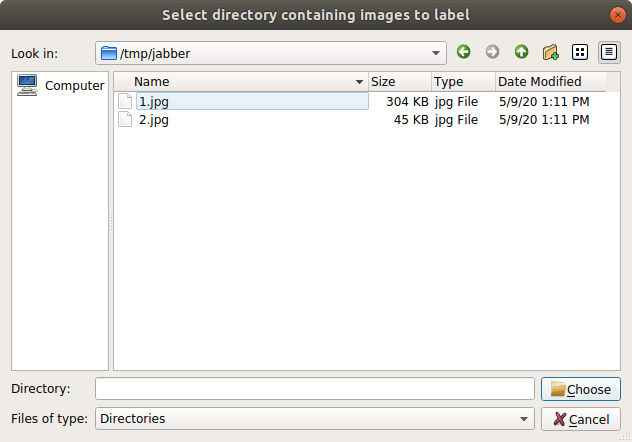 Select directory containing images to label
Look in: /tmp/jabber
Computer
Name Size Type Date Modified
1.jpg 304 KB jpg File 5/9/20 1:11 PM
2.jpg 45 KB jpg File 5/9/20 1:11 PM
Directory: Choose
Files of type: Directories Cancel